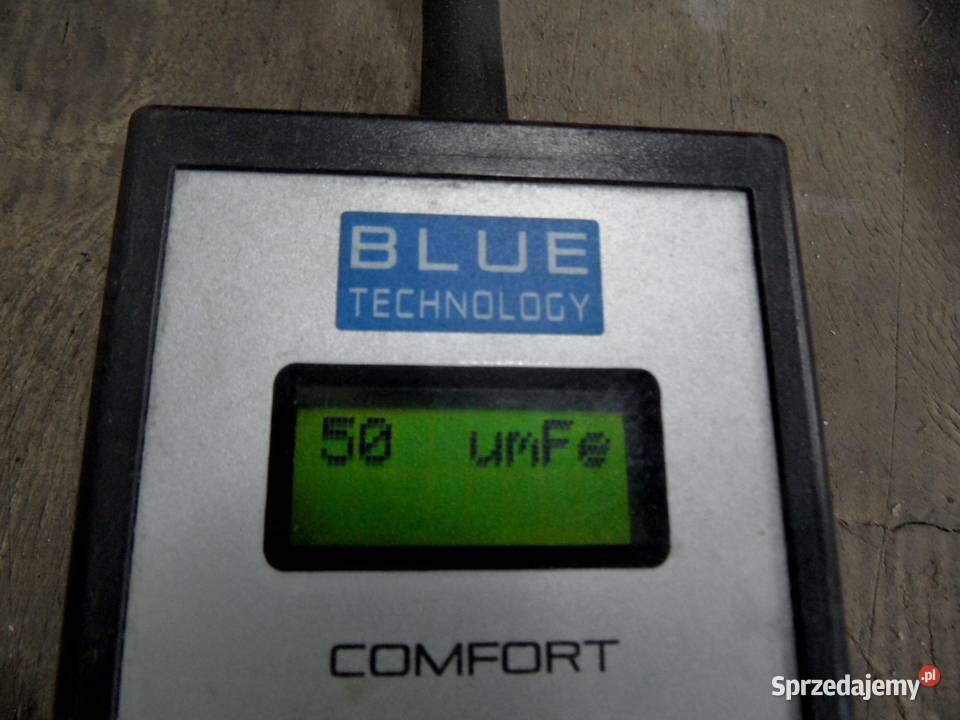 BLUE
TECHNOLOGY
50 umFe
COMFORT
Sprzedajemy.pl